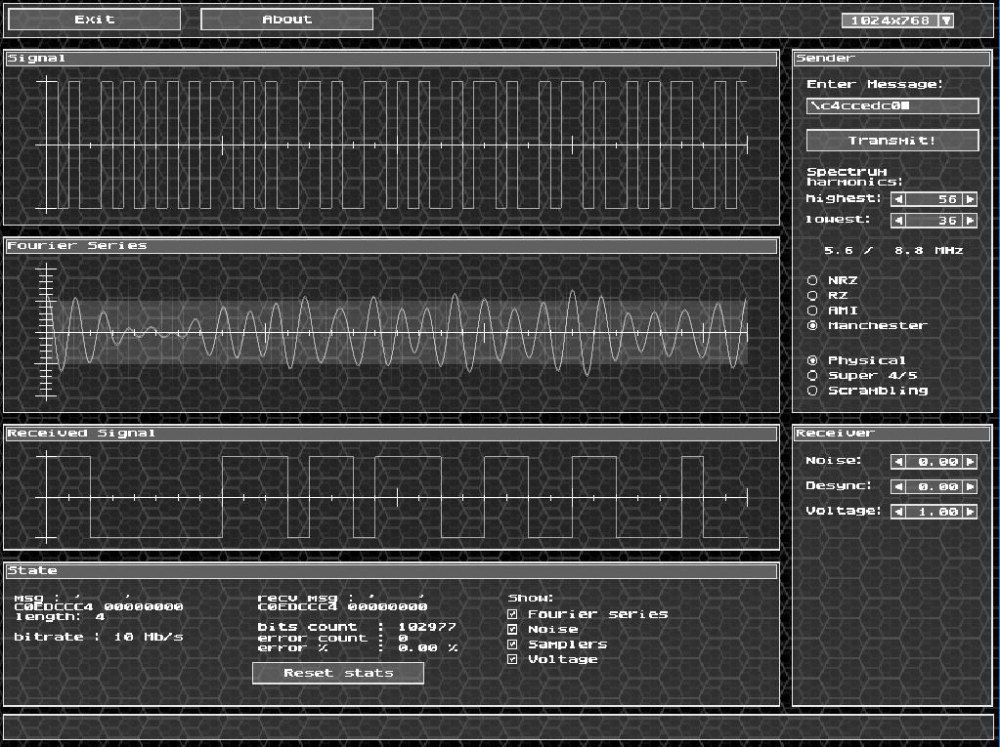 Exit
About
1024x768
Signal
Sender
Enter Message:
\c4ccedc0
Transmit!
Spectrum
harmonics:
highest: 56
lowest: 36
5.6 / 8.8 MHz
NRZ
RZ
AMI
Manchester
Physical
Super 4/5
Scrambling
Fourier Series
Received Signal
Receiver
Noise: 0.00
Desync: 0.00
Voltage: 1.00
State
msg : ' '
C0EDCCC4 00000000
length: 4
bitrate : 10 Mb/s
recv msg : ' '
C0EDCCC4 00000000
bits count : 102977
error count : 0
error % : 0.00 %
Reset stats
Show:
Fourier series
Noise
Samplers
Voltage